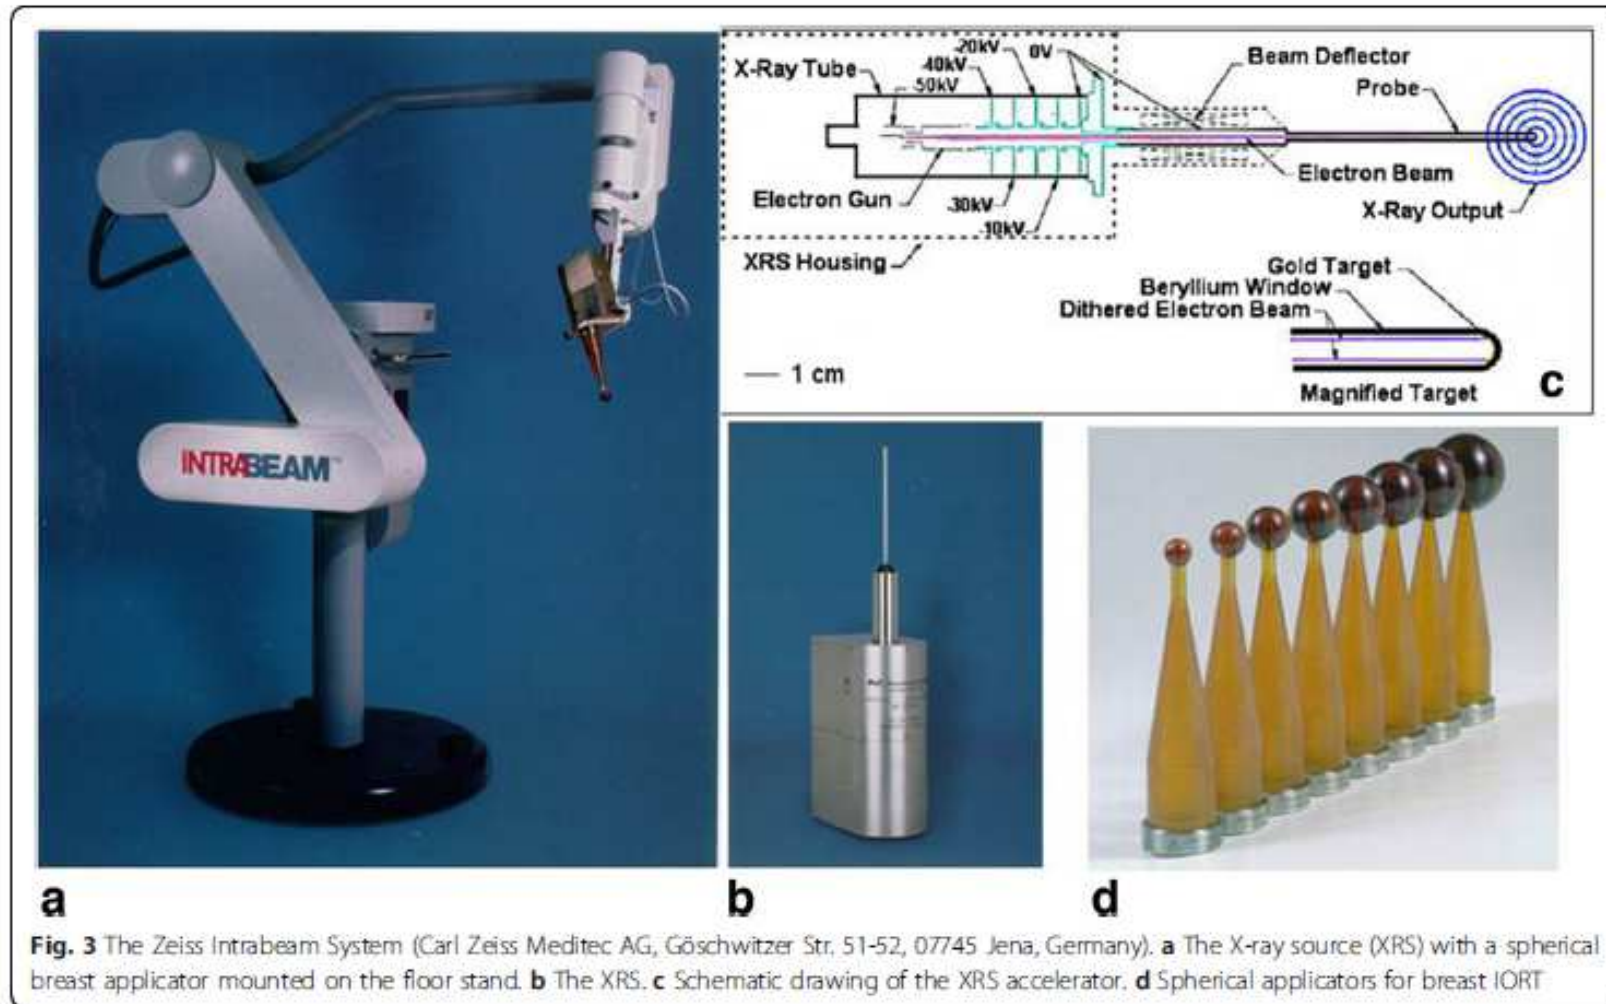 INTRABEAM™
X-Ray Tube
-20kV
0V
-40kV
-50kV
Beam Deflector
Probe
Electron Gun
-30kV
-10kV
Electron Beam
X-Ray Output
XRS Housing
Gold Target
Beryllium Window
Dithered Electron Beam
1 cm
Magnified Target
c
a
b
d
Fig. 3 The Zeiss Intrabeam System (Carl Zeiss Meditec AG, Göschwitzer Str. 51-52, 07745 Jena, Germany). a The X-ray source (XRS) with a spherical
breast applicator mounted on the floor stand. b The XRS. c Schematic drawing of the XRS accelerator. d Spherical applicators for breast IORT